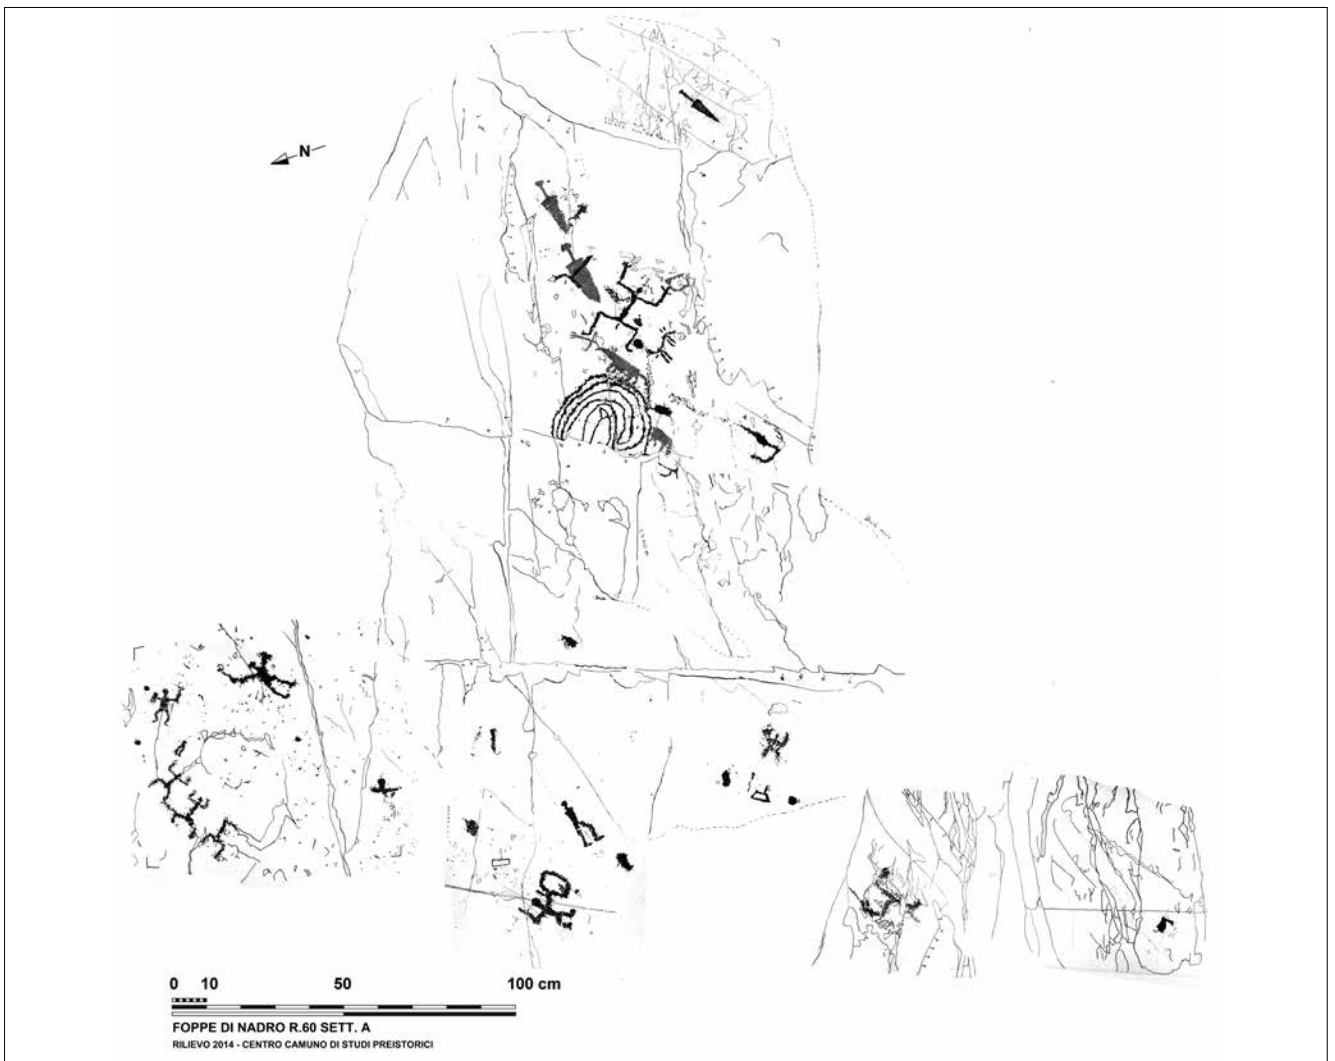 N
0 10 50 100 cm
FOPPE DI NADRO R.60 SETT. A
RILIEVO 2014 - CENTRO CAMUNO DI STUDI PREISTORICI